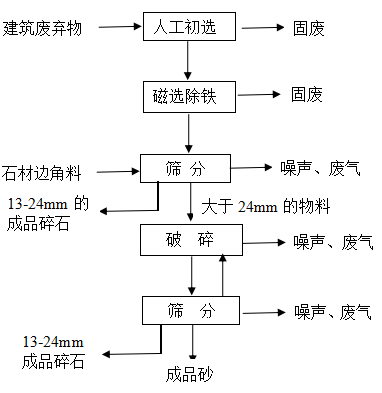 建筑废弃物
人工初选
固废
磁选除铁
固废
石材边角料
筛 分
噪声、废气
13-24mm 的
成品碎石
大于 24mm 的物料
破 碎
噪声、废气
筛 分
噪声、废气
13-24mm
成品碎石
成品砂